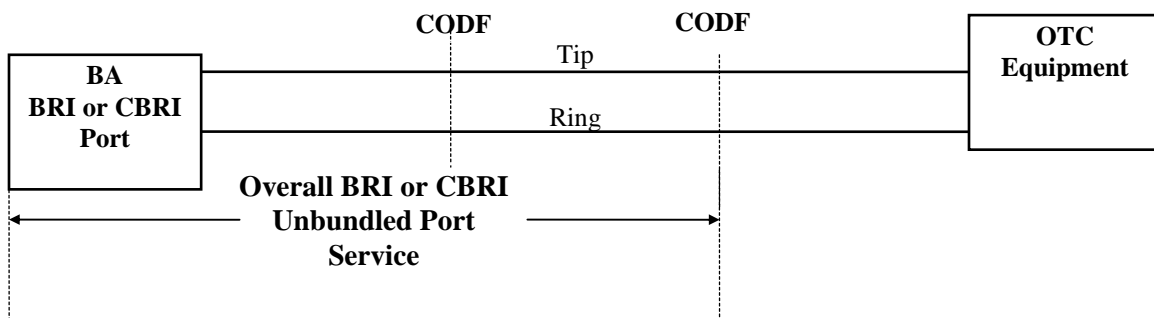 CODF
CODF
Tip
BA
BRI or CBRI
Port
OTC
Equipment
Ring
Overall BRI or CBRI
Unbundled Port
Service